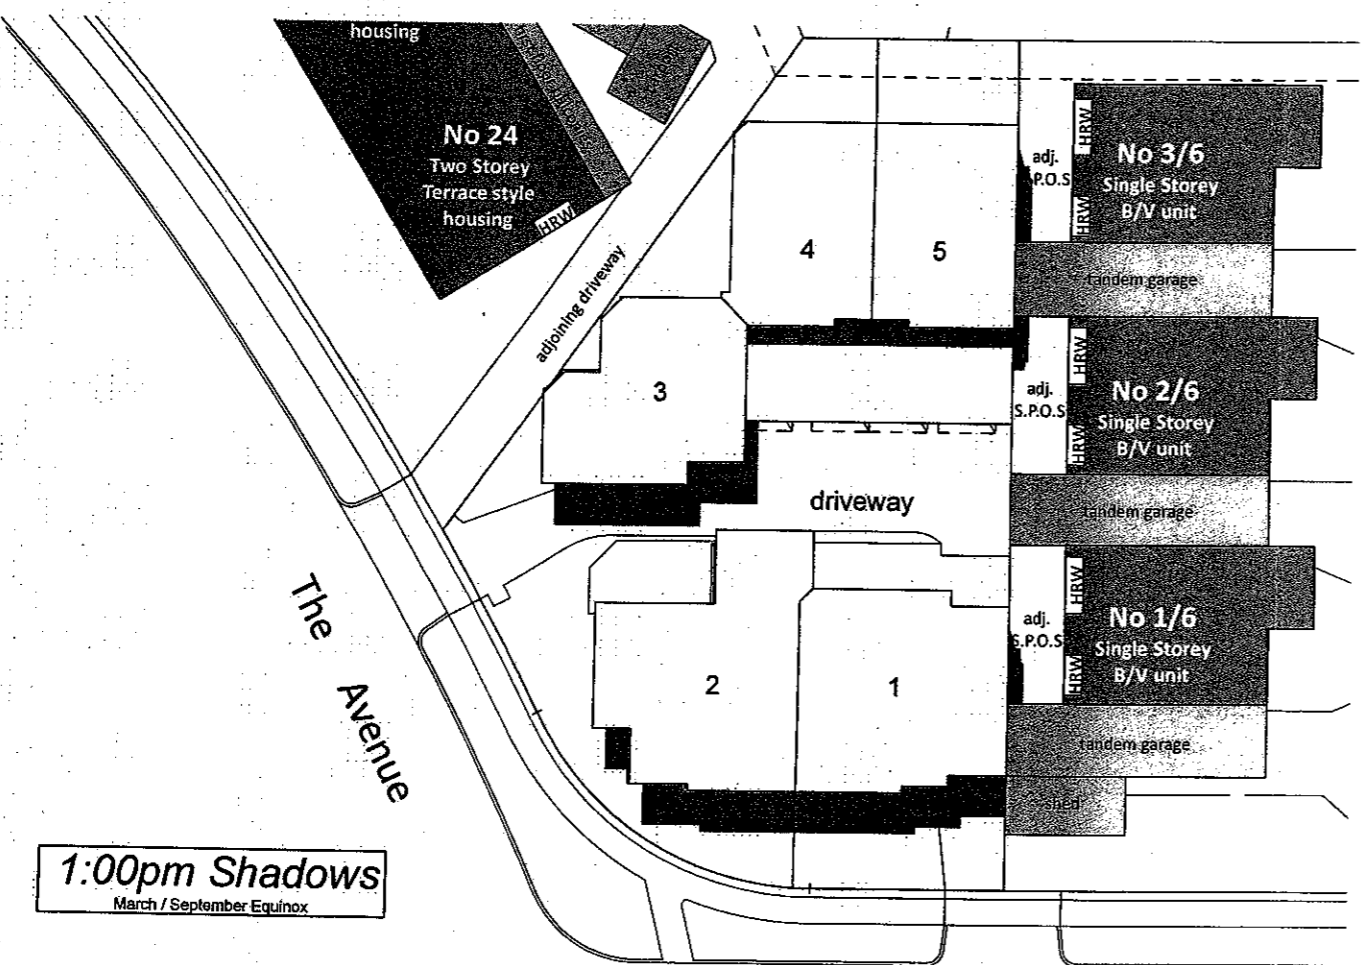 housing
No 24
Two Storey
Terrace style
housing
HRW
adjoining driveway
4
5
3
adj.
S.P.O.S
HRW
HRW
No 3/6
Single Storey
B/V unit
tandem garage
adj.
S.P.O.S
HRW
HRW
No 2/6
Single Storey
B/V unit
tandem garage
driveway
adj.
S.P.O.S
HRW
HRW
No 1/6
Single Storey
B/V unit
tandem garage
shed
2
1
The
Avenue
1:00pm Shadows
March / September Equinox